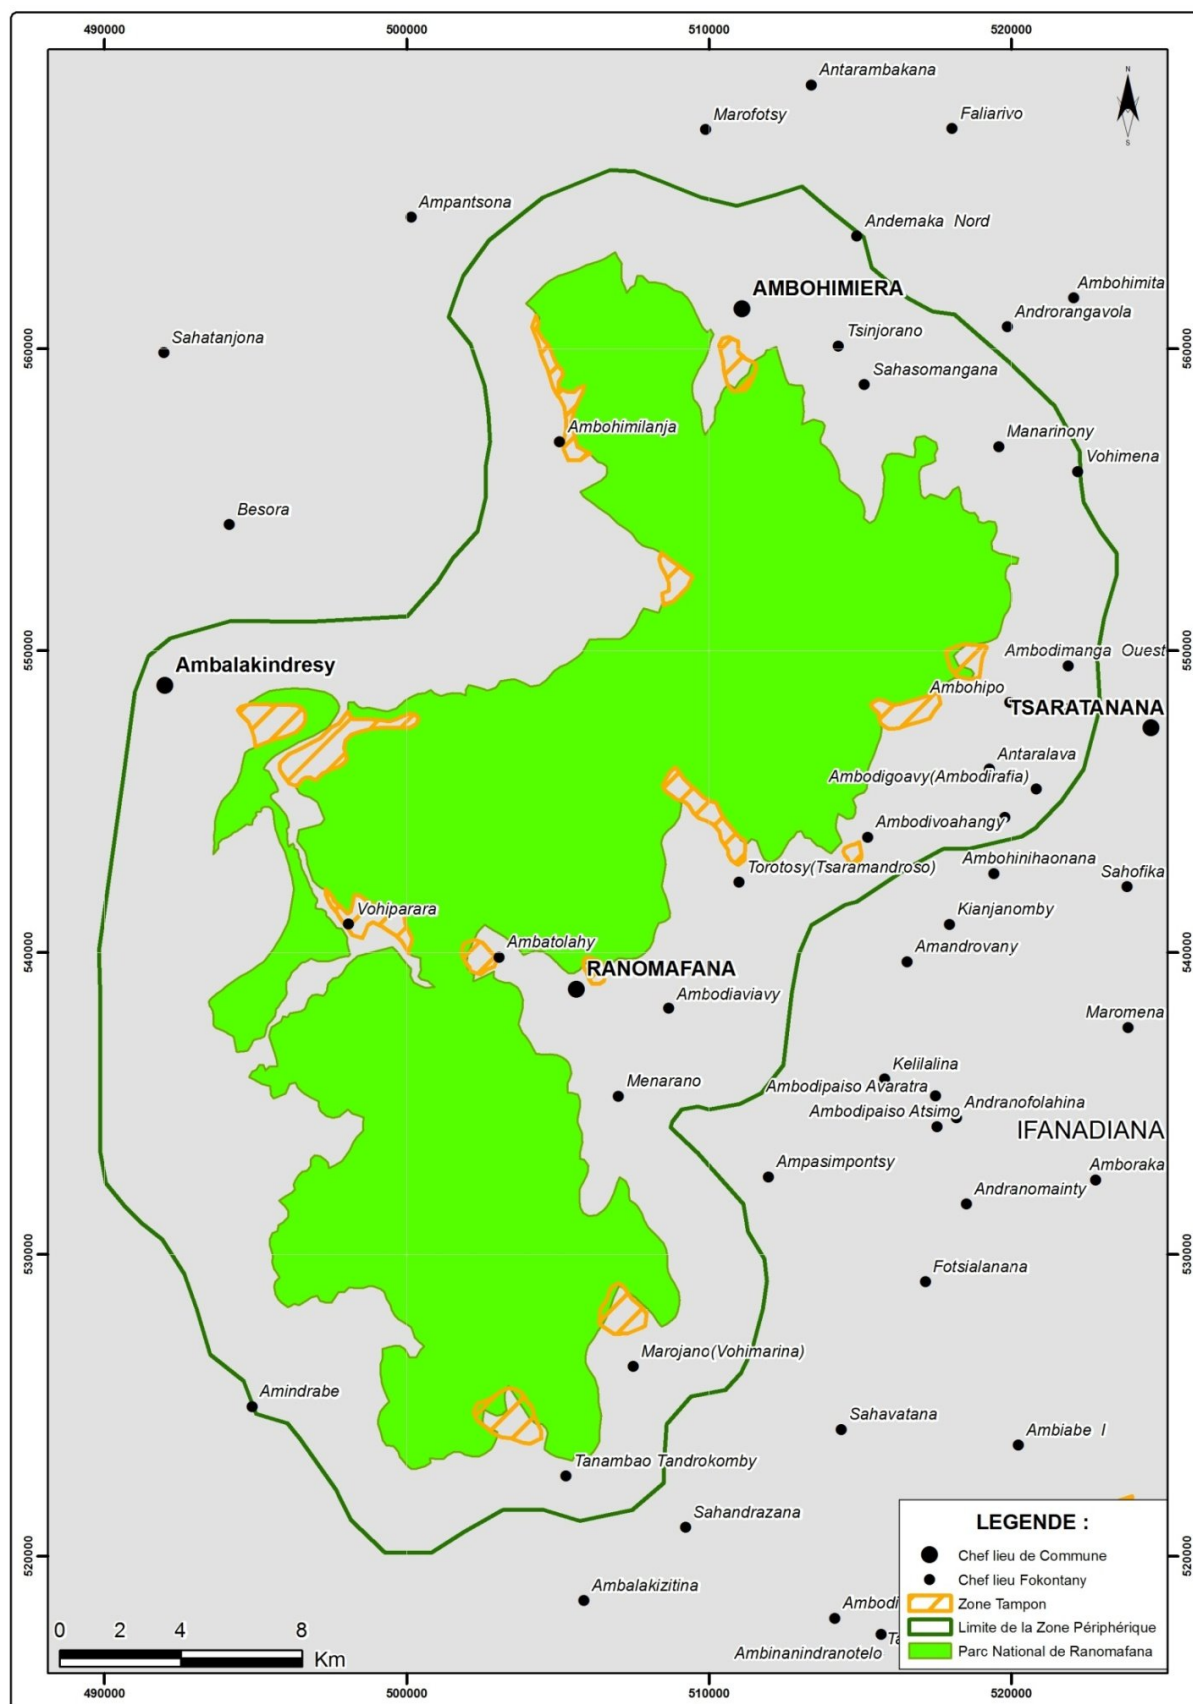 490000
500000
510000
520000
Antarambakana
Marofotsy
Faliarivo
N
S
Ampantsona
Andemaka Nord
AMBOHIMIERA
Ambohimita
Androrangavola
Tsinjorano
Sahatanjona
560000
560000
Sahasomangana
Ambohimilanja
Manarinony
Vohimena
Besora
550000
550000
Ambodimanga Ouest
Ambalakindresy
Ambohipo
TSARATANANA
Antaralava
Ambodigoavy(Ambodirafia)
Ambodivoahangy
Ambohinihaonana
Torotosy(Tsaramandroso)
Sahofika
Vohiparara
Kianjanomby
Ambatolahy
Amandrovany
540000
540000
RANOMAFANA
Ambodiaviavy
Maromena
Kelilalina
Menarano
Ambodipaiso Avaratra
Andranofolahina
Ambodipaiso Atsimo
IFANADIANA
Ampasimpontsy
Amboraka
Andranomainty
530000
530000
Fotsialanana
Marojano(Vohimarina)
Amindrabe
Sahavatana
Ambiabe I
Tanambao Tandrokomby
Sahandrazana
520000
520000
Ambalakizitina
Ambodi
Ta
Ambinanindranotelo
LEGENDE :
Chef lieu de Commune
Chef lieu Fokontany
Zone Tampon
Limite de la Zone Périphérique
Parc National de Ranomafana
0 2 4 8
Km
490000
500000
510000
520000